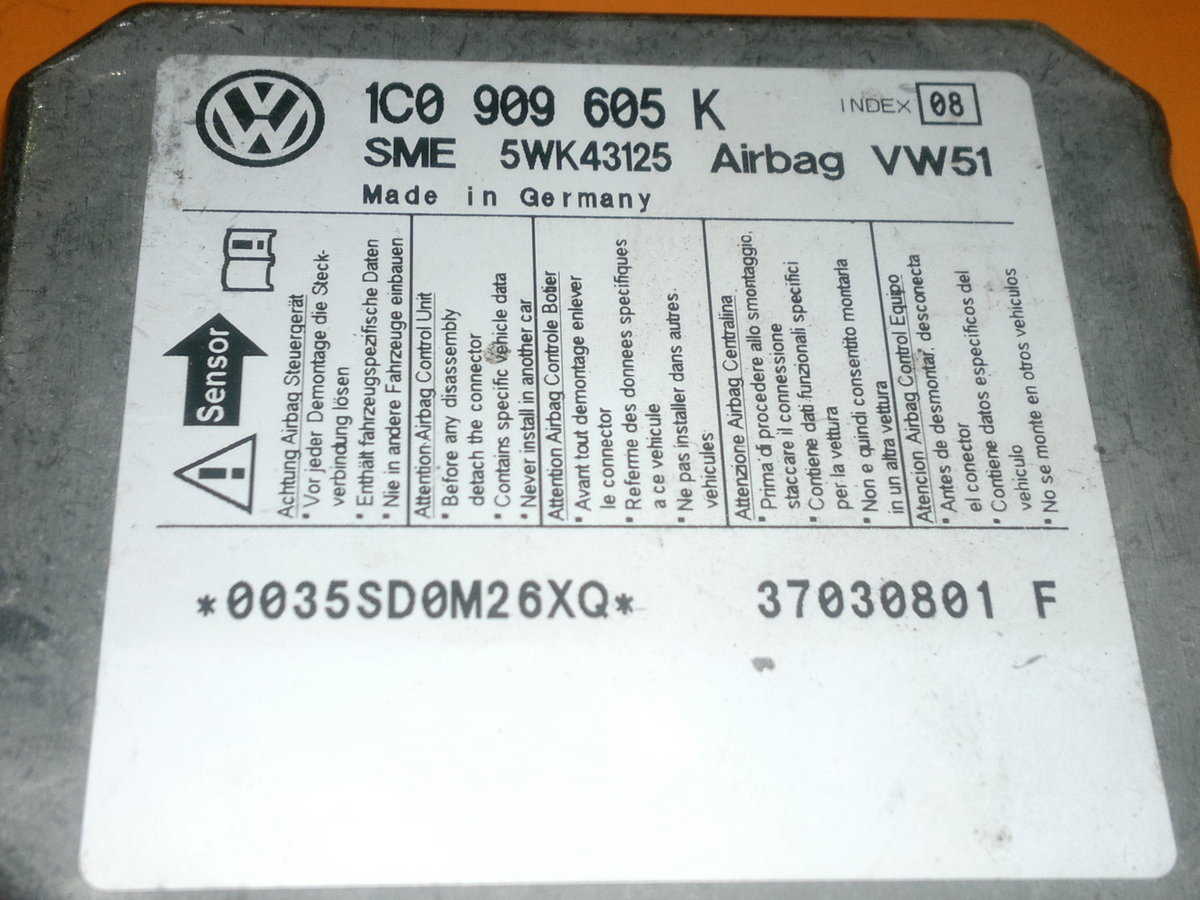 1C0 909 605 K
INDEX 08
SME 5WK43125 Airbag VW51
Made in Germany
Sensor
Achtung Airbag Steuergerät
Vor jeder Demontage die Steck-
verbindung lösen
Enthält fahrzeugspezifische Daten
Nie in andere Fahrzeuge einbauen
Attention Airbag Control Unit
Before any disassembly
detach the connector
Contains specific vehicle data
Never install in another car
Attention Airbag Controle Botier
Avant tout demontage enlever
le connector
Referme des donnees specifiques
a ce vehicule
Ne pas installer dans autres.
vehicules
Attenzione Airbag Centralina
Prima di procedere allo smontaggio,
staccare il connessione
Contiene dati funzionali specifici
per la vettura
Non e quindi consentito montarla
in un altra vettura
Atencion Airbag Control Equipo
Antes de desmontar, desconecta
el conector
Contiene datos especificos del
vehiculo
No se monte en otros vehiculos
*0035SD0M26XQ* 37030801 F